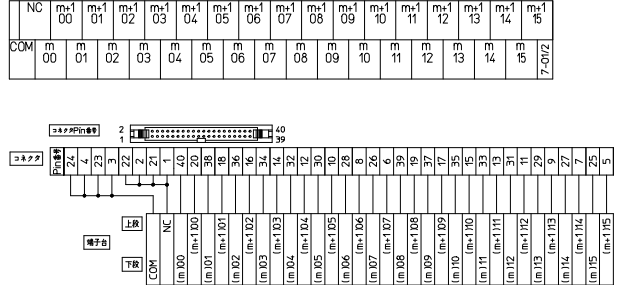 NC m+1 00 m+1 01 m+1 02 m+1 03 m+1 04 m+1 05 m+1 06 m+1 07 m+1 08 m+1 09 m+1 10 m+1 11 m+1 12 m+1 13 m+1 14 m+1 15
COM m 00 m 01 m 02 m 03 m 04 m 05 m 06 m 07 m 08 m 09 m 10 m 11 m 12 m 13 m 14 m 15 7-01/2
コネクタPin番号 2 40
1 39
コネクタ Pin番号 24 4 23 3 22 2 21 1 40 20 38 18 36 16 34 14 32 12 30 10 28 8 26 6 39 19 37 17 35 15 33 13 31 11 29 9 27 7 25 5
上段 NC (m+1)00 (m+1)01 (m+1)02 (m+1)03 (m+1)04 (m+1)05 (m+1)06 (m+1)07 (m+1)08 (m+1)09 (m+1)10 (m+1)11 (m+1)12 (m+1)13 (m+1)14 (m+1)15
端子台
下段 COM (m)00 (m)01 (m)02 (m)03 (m)04 (m)05 (m)06 (m)07 (m)08 (m)09 (m)10 (m)11 (m)12 (m)13 (m)14 (m)15